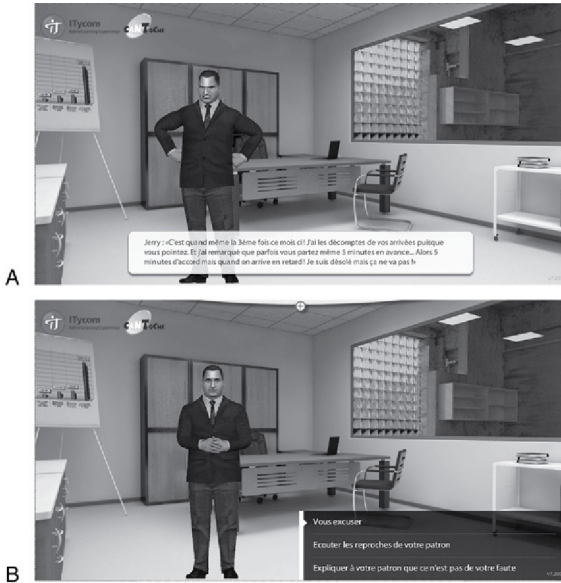 A
ITycom
Jerry : «C'est quand même la 3ème fois ce mois ci! J'ai les décomptes de vos arrivées puisque
vous pointez. Et j'ai remarqué que parfois vous partez même 5 minutes en avance... Alors 5
minutes d'accord mais quand on arrive en retard! Je suis désolé mais ça ne va pas !»
B
ITycom
Vous excuser
Ecouter les reproches de votre patron
Expliquer à votre patron que ce n'est pas de votre faute